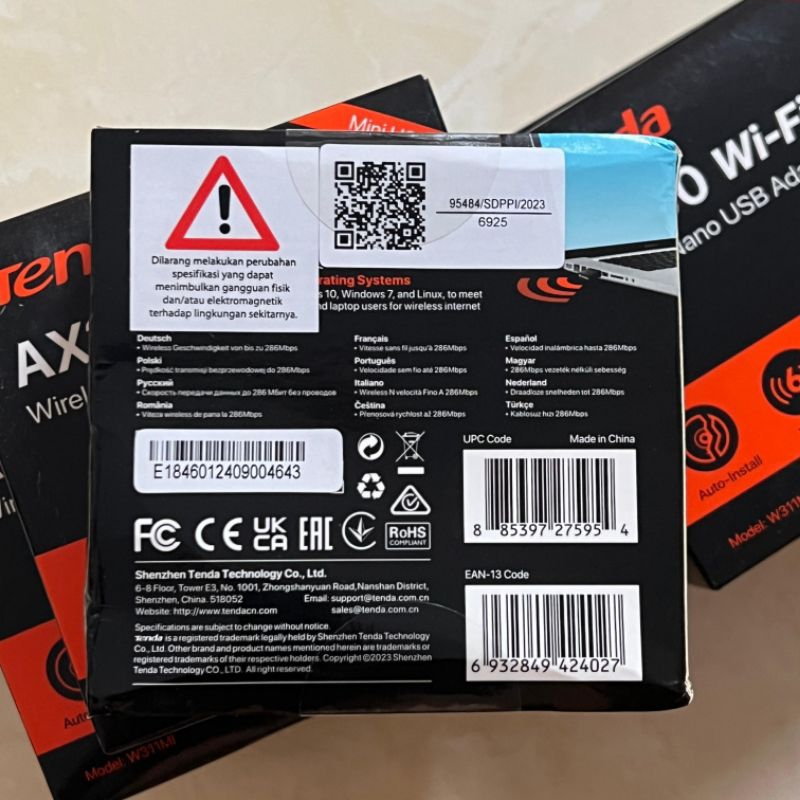 Mini
Tenda
Wi-Fi
Nano USB
95484/SDPPI/2023
6925
Dilarang melakukan perubahan
spesifikasi yang dapat
menimbulkan gangguan fisik
dan/atau elektromagnetik
terhadap lingkungan sekitarnya.
Operating Systems
10, Windows 7, and Linux, to meet
and laptop users for wireless internet
Deutsch
• Wireless Geschwindigkeit von bis zu 286Mbps
Polski
• Prędkość transmisji bezprzewodowej do 286Mbps
Русский
• Скорость передачи данных до 286 Мбит без проводов
România
• Viteza wireless de pana la 286Mbps
Français
• Vitesse sans fil jusqu'à 286Mbps
Português
• Velocidade sem fio até 286Mbps
Italiano
• Wireless N velocità Fino A 286Mbps
Čeština
• Přenosová rychlost až 286Mbps
Español
• Velocidad inalámbrica hasta 286Mbps
Magyar
• 286Mbps vezeték nélküli sebesség
Nederland
• Draadloze snelheden tot 286Mbps
Türkçe
• Kablosuz hızı 286Mbps
E1846012409004643
UPC Code
Made in China
8 85397 27595 4
FC CE UK CA EAC
RoHS
COMPLIANT
EAN-13 Code
6 932849 424027
Shenzhen Tenda Technology Co., Ltd.
6-8 Floor, Tower E3, No. 1001, Zhongshanyuan Road, Nanshan District,
Shenzhen, China. 518052
Email: support@tenda.com.cn
Website: http://www.tendacn.com
sales@tenda.com.cn
Specifications are subject to change without notice.
Tenda is a registered trademark legally held by Shenzhen Tenda Technology
Co., Ltd. Other brand and product names mentioned herein are trademarks or
registered trademarks of their respective holders. Copyright ©2023 Shenzhen
Tenda Technology CO., LTD. All right reserved.
Auto-Install
Model: W311MI